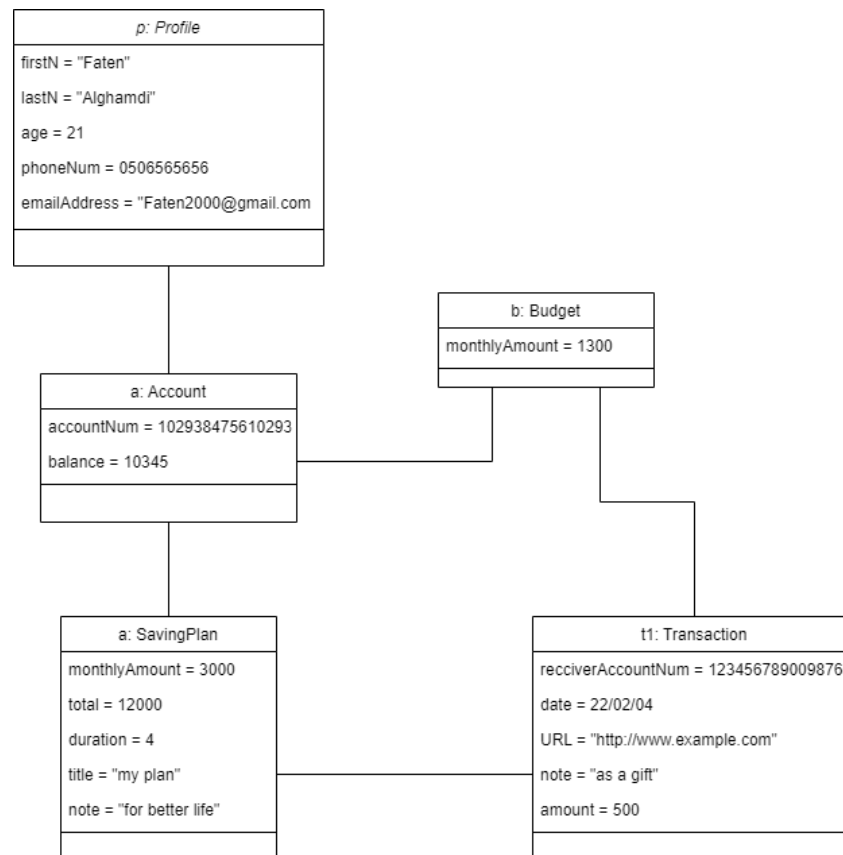 p: Profile
firstN = "Faten"
lastN = "Alghamdi"
age = 21
phoneNum = 0506565656
emailAddress = "Faten2000@gmail.com
b: Budget
monthlyAmount = 1300
a: Account
accountNum = 102938475610293
balance = 10345
a: SavingPlan
monthlyAmount = 3000
total = 12000
duration = 4
title = "my plan"
note = "for better life"
t1: Transaction
recciverAccountNum = 123456789009876
date = 22/02/04
URL = "http://www.example.com"
note = "as a gift"
amount = 500